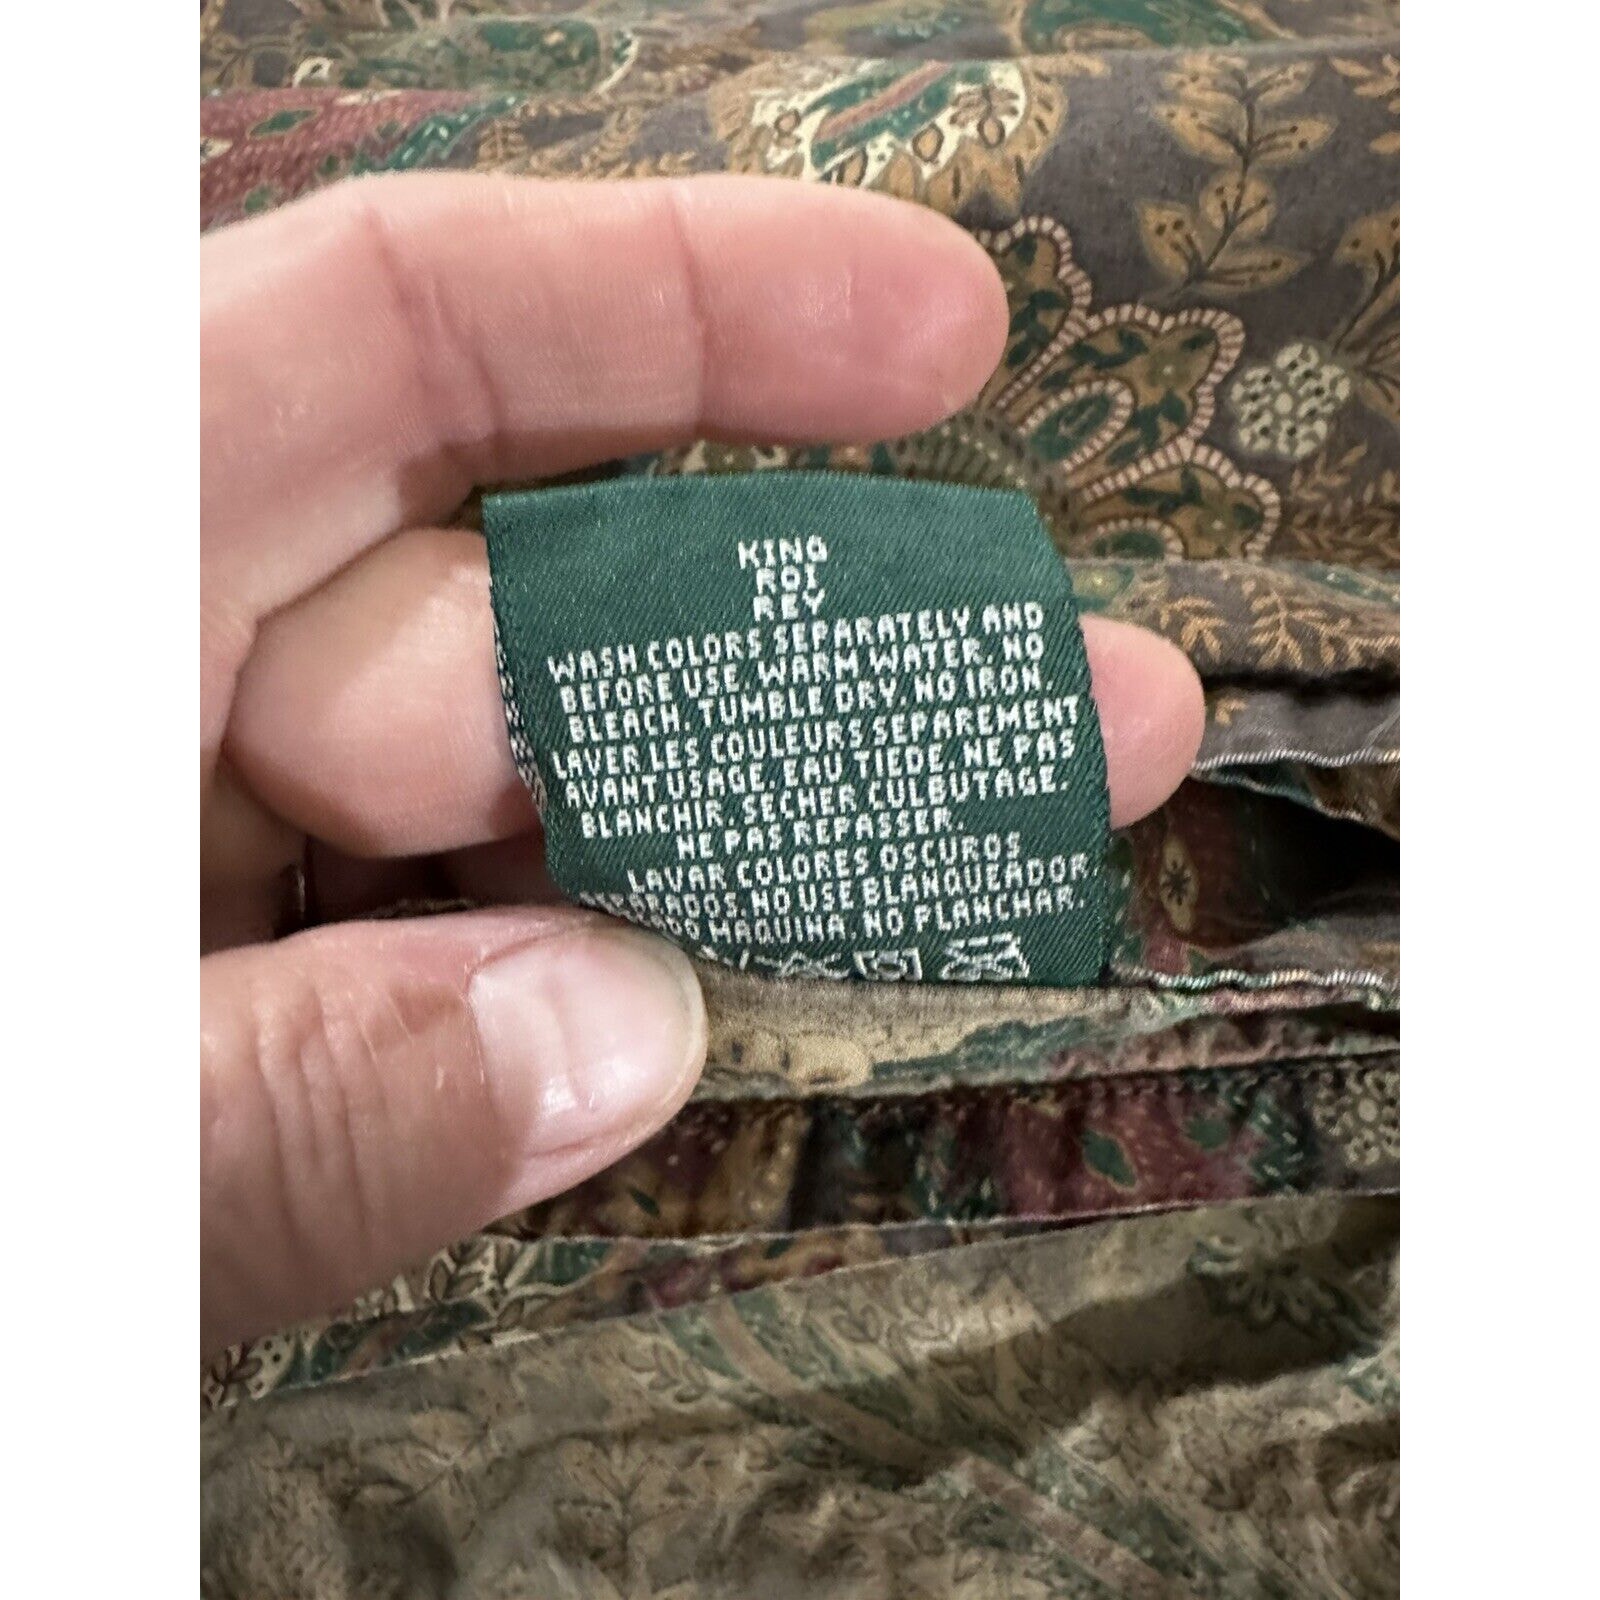 KING
ROI
REY
WASH COLORS SEPARATELY AND
BEFORE USE. WARM WATER. NO
BLEACH. TUMBLE DRY. NO IRON.
LAVER LES COULEURS SEPAREMENT
AVANT USAGE. EAU TIEDE. NE PAS
BLANCHIR. SECHER CULBUTAGE.
NE PAS REPASSER.
LAVAR COLORES OSCUROS
NO USE BLANQUEADOR.
MAQUINA. NO PLANCHAR.